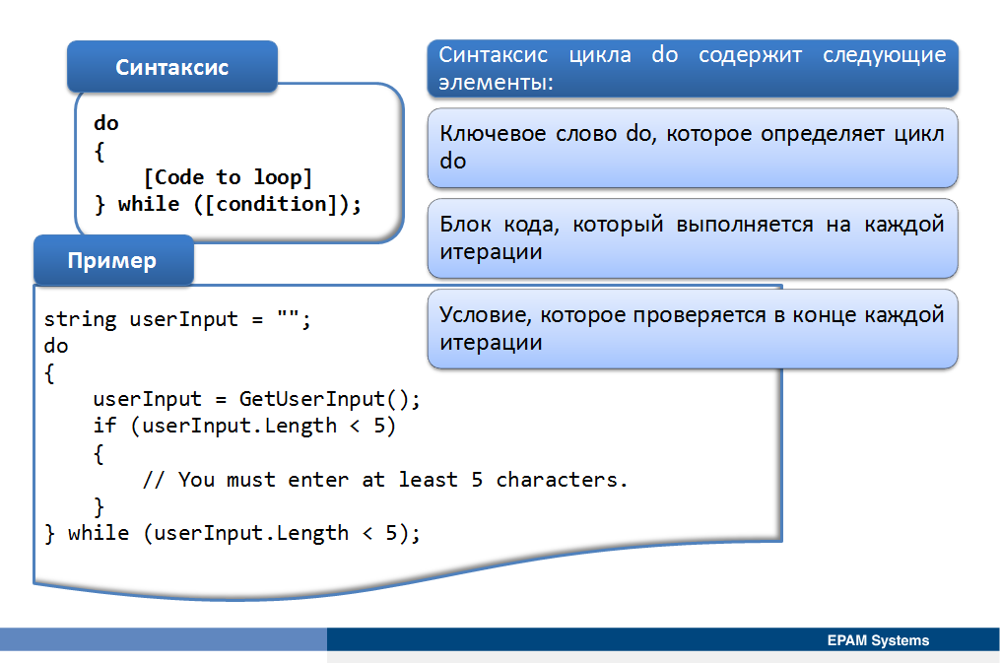 Синтаксис
do
{
    [Code to loop]
} while ([condition]);
Синтаксис цикла do содержит следующие
элементы:
Ключевое слово do, которое определяет цикл
do
Блок кода, который выполняется на каждой
итерации
Условие, которое проверяется в конце каждой
итерации
Пример
string userInput = "";
do
{
    userInput = GetUserInput();
    if (userInput.Length < 5)
    {
        // You must enter at least 5 characters.
    }
} while (userInput.Length < 5);
EPAM Systems